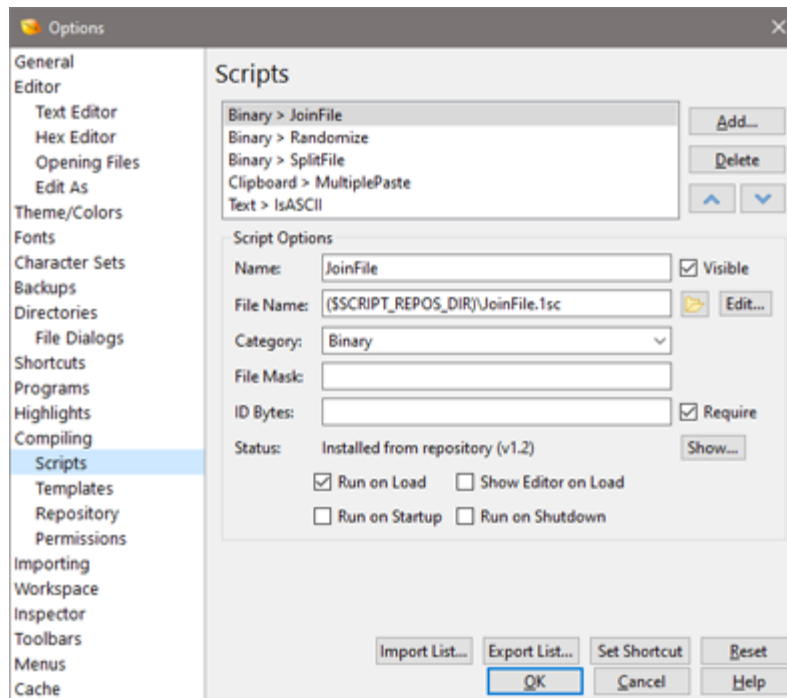 Options
General
Editor
Text Editor
Hex Editor
Opening Files
Edit As
Theme/Colors
Fonts
Character Sets
Backups
Directories
File Dialogs
Shortcuts
Programs
Highlights
Compiling
Scripts
Templates
Repository
Permissions
Importing
Workspace
Inspector
Toolbars
Menus
Cache
Scripts
Binary > JoinFile
Binary > Randomize
Binary > SplitFile
Clipboard > MultiplePaste
Text > IsASCII
Add...
Delete
Script Options
Name: JoinFile Visible
File Name: ($SCRIPT_REPOS_DIR)\JoinFile.1sc Edit...
Category: Binary
File Mask:
ID Bytes: Require
Status: Installed from repository (v1.2) Show...
Run on Load Show Editor on Load
Run on Startup Run on Shutdown
Import List... Export List... Set Shortcut Reset
OK Cancel Help